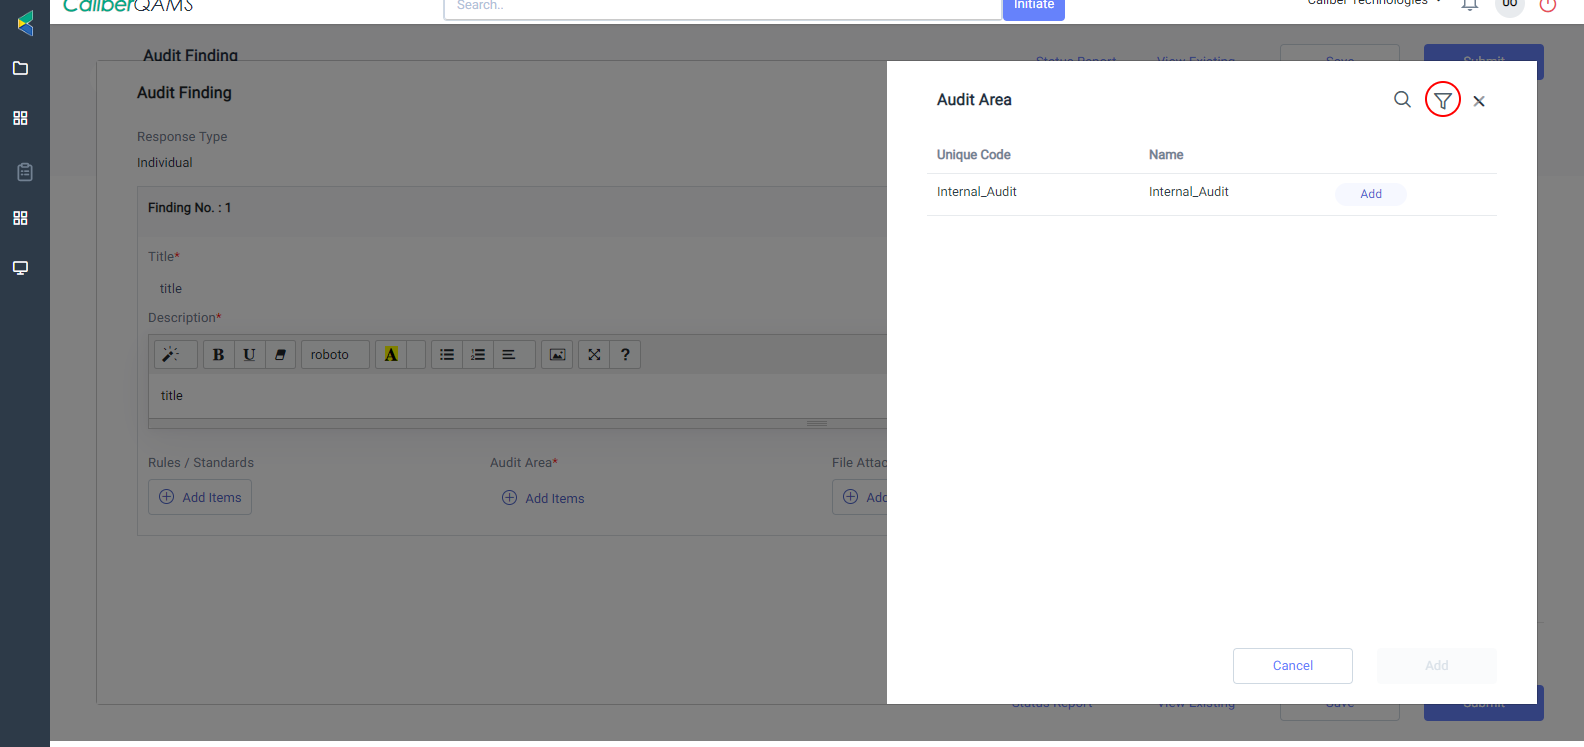 CaliberQAMS
Search..
Initiate
Caliber Technologies
00
Audit Finding
Status Report
View Existing
Save
Submit
Audit Finding
Response Type
Individual
Finding No. : 1
Title*
title
Description*
B U roboto A ?
title
Rules / Standards
Audit Area*
File Attac
Add Items
Add Items
Add
Audit Area
Unique Code
Name
Internal_Audit
Internal_Audit
Add
Cancel
Add
Status Report
View Existing
Save
Submit